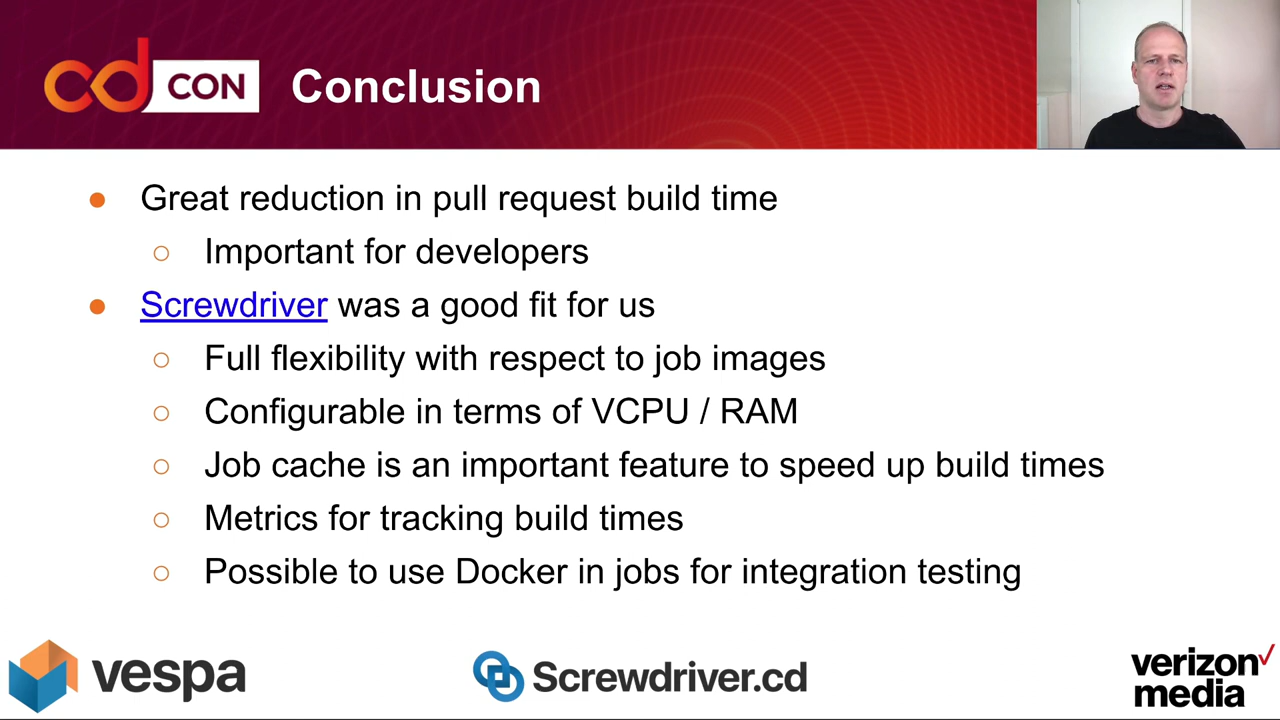 cd CON
Conclusion
● Great reduction in pull request build time
○ Important for developers
● Screwdriver was a good fit for us
○ Full flexibility with respect to job images
○ Configurable in terms of VCPU / RAM
○ Job cache is an important feature to speed up build times
○ Metrics for tracking build times
○ Possible to use Docker in jobs for integration testing
vespa
Screwdriver.cd
verizon✓
media